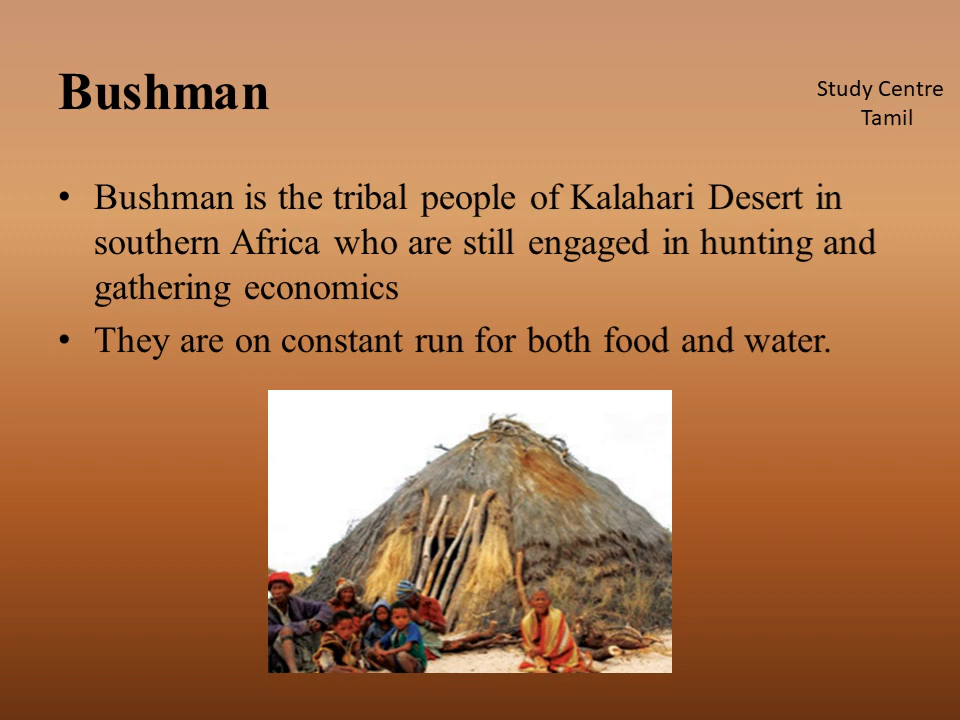 Bushman
Study Centre
Tamil
• Bushman is the tribal people of Kalahari Desert in
southern Africa who are still engaged in hunting and
gathering economics
• They are on constant run for both food and water.